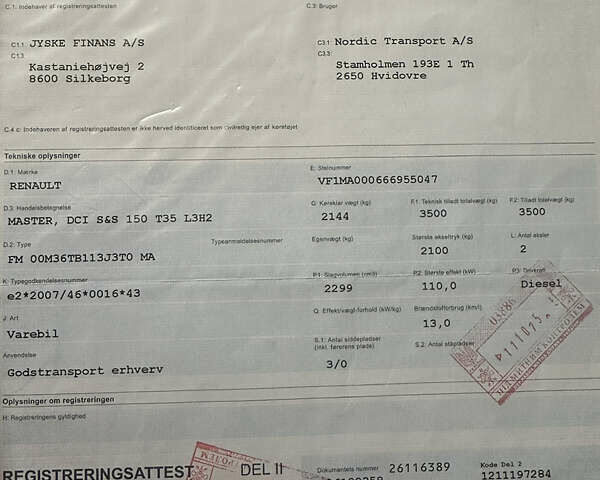 C.1: Indehaver af registreringsattesten
C.3: Bruger
C1.1: JYSKE FINANS A/S
C3.1: Nordic Transport A/S
C1.3
Kastaniehøjvej 2
8600 Silkeborg
C3.3:
Stamholmen 193E 1 Th
2650 Hvidovre
C.4 c: Indehaveren af registreringsattesten er ikke herved identificeret som civilretlig ejer af køretøjet
Tekniske oplysninger
D.1: Mærke
RENAULT
E: Stelnummer
VF1MA000666955047
D.3: Handelsbetegnelse
MASTER, DCI S&S 150 T35 L3H2
G: Køreklar vægt (kg)
2144
F.1: Teknisk tilladt totalvægt (kg)
3500
F.2: Tilladt totalvægt (kg)
3500
D.2: Type
FM 00M36TB113J3T0 MA
Typeanmeldelsesnummer
Egenvægt (kg)
Største akseltryk (kg)
2100
L: Antal aksler
2
K: Typegodkendelsesnummer
e2*2007/46*0016*43
P.1: Slagvolumen (cm3)
2299
P.2: Største effekt (kW)
110,0
P.3: Drivkraft
Diesel
J: Art
Varebil
Q: Effekt/vægt-forhold (kW/kg)
Brændstofforbrug (km/l)
13,0
Anvendelse
Godstransport erhverv
S.1: Antal siddepladser
(inkl. førerens plads)
3/0
S.2: Antal ståpladser
Oplysninger om registreringen
H: Registreringens gyldighed
REGISTRERINGSATTEST
DEL II
Dokumentets nummer 26116389
Kode Del 2
1211197284